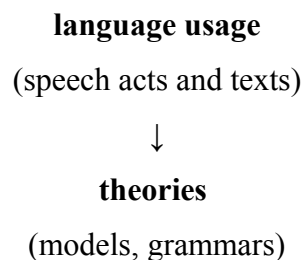 language usage
(speech acts and texts)
↓
theories
(models, grammars)